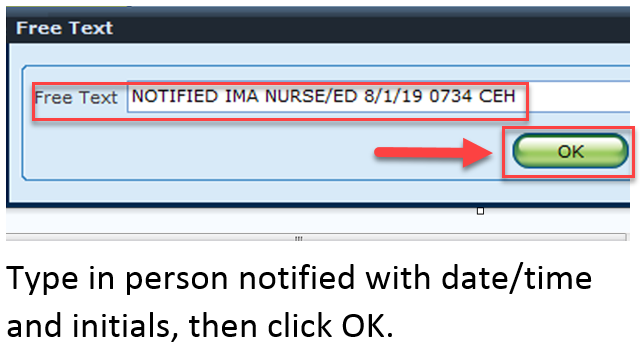 Free Text
Free Text NOTIFIED IMA NURSE/ED 8/1/19 0734 CEH
OK
Type in person notified with date/time
and initials, then click OK.